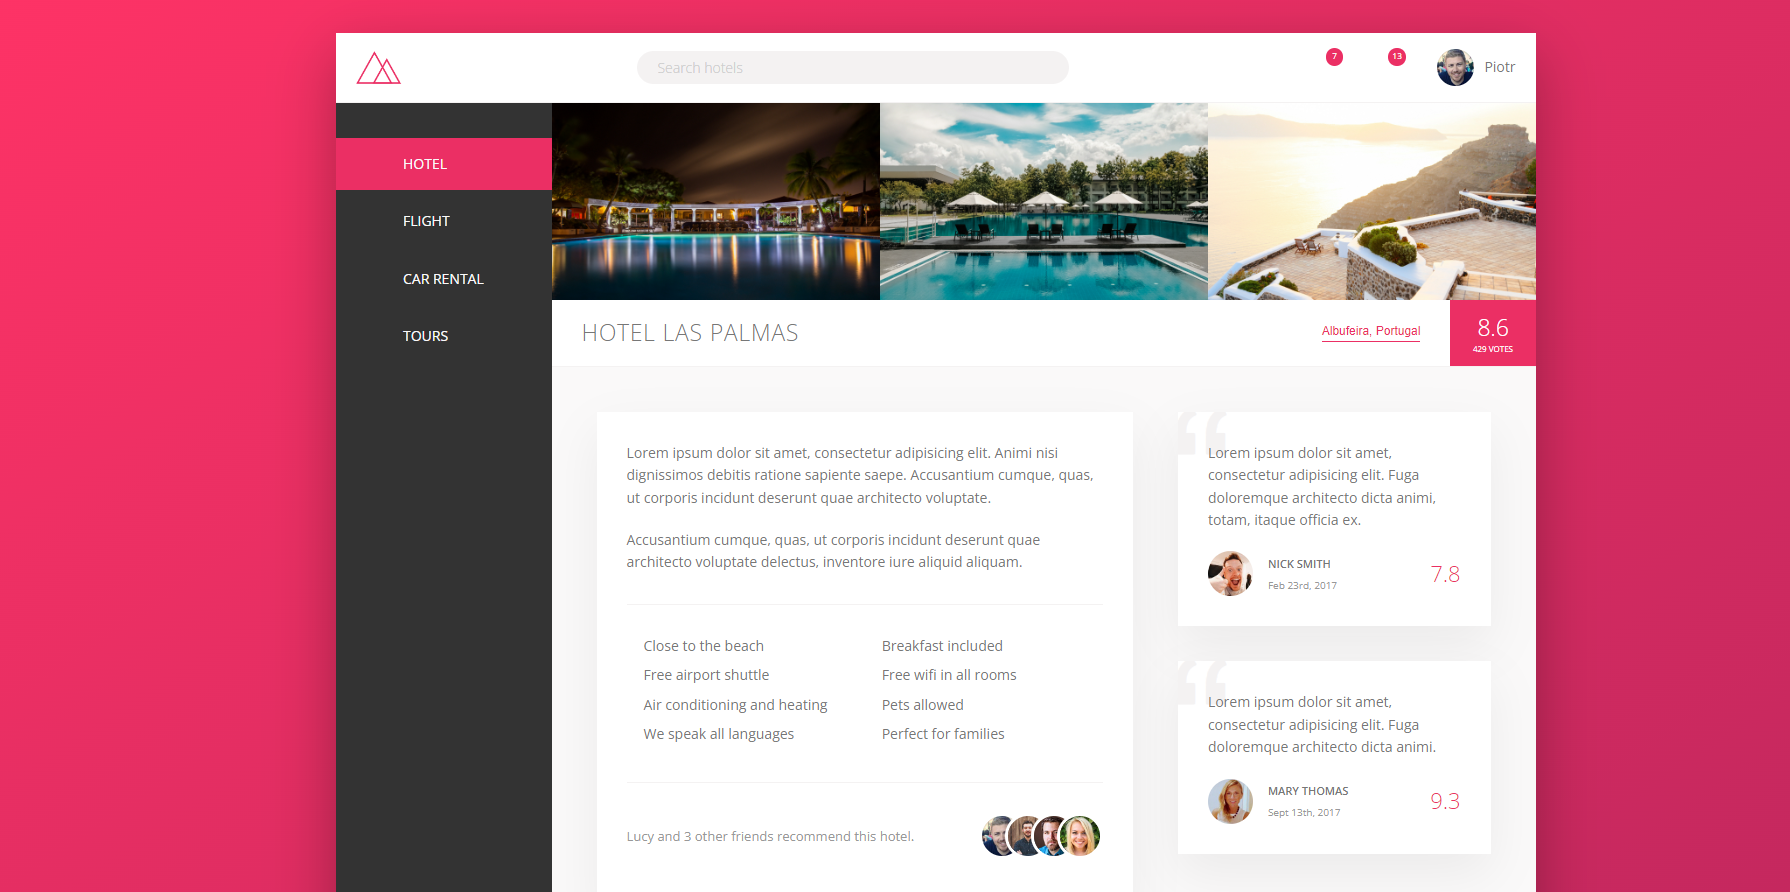 Search hotels
7
13
Piotr
HOTEL
FLIGHT
CAR RENTAL
TOURS
HOTEL LAS PALMAS
Albufeira, Portugal
8.6
429 VOTES
Lorem ipsum dolor sit amet, consectetur adipisicing elit. Animi nisi
dignissimos debitis ratione sapiente saepe. Accusantium cumque, quas,
ut corporis incidunt deserunt quae architecto voluptate.
Accusantium cumque, quas, ut corporis incidunt deserunt quae
architecto voluptate delectus, inventore iure aliquid aliquam.
Close to the beach
Free airport shuttle
Air conditioning and heating
We speak all languages
Breakfast included
Free wifi in all rooms
Pets allowed
Perfect for families
Lucy and 3 other friends recommend this hotel.
“
Lorem ipsum dolor sit amet,
consectetur adipisicing elit. Fuga
doloremque architecto dicta animi,
totam, itaque officia ex.
NICK SMITH
Feb 23rd, 2017
7.8
“
Lorem ipsum dolor sit amet,
consectetur adipisicing elit. Fuga
doloremque architecto dicta animi.
MARY THOMAS
Sept 13th, 2017
9.3